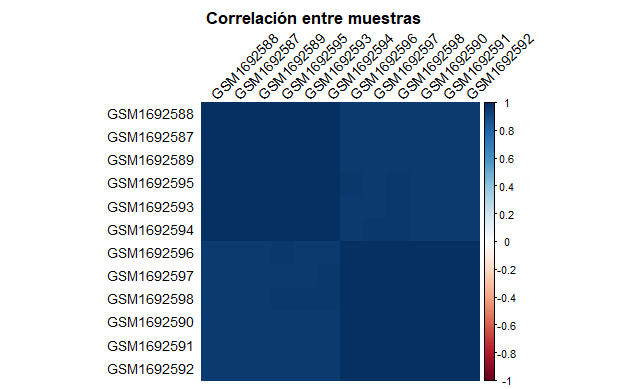 Correlación entre muestras
GSM1692588
GSM1692587
GSM1692589
GSM1692595
GSM1692593
GSM1692594
GSM1692596
GSM1692597
GSM1692598
GSM1692590
GSM1692591
GSM1692592
GSM1692588
GSM1692587
GSM1692589
GSM1692595
GSM1692593
GSM1692594
GSM1692596
GSM1692597
GSM1692598
GSM1692590
GSM1692591
GSM1692592
1
0.8
0.6
0.4
0.2
0
-0.2
-0.4
-0.6
-0.8
-1